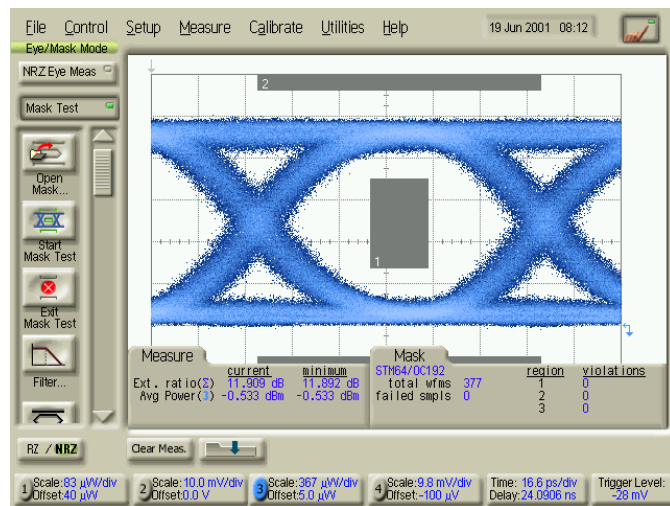 File Control Setup Measure Calibrate Utilities Help 19 Jun 2001 08:12
Eye/Mask Mode
NRZ Eye Meas
Mask Test
Open
Mask...
Start
Mask Test
Exit
Mask Test
Filter...
2
1
Measure
current minimum
Ext. ratio(Σ) 11.909 dB 11.892 dB
Avg Power(3) -0.533 dBm -0.533 dBm
Mask
STM64/OC192 region violations
total wfms 377 1 0
failed smpls 0 2 0
3 0
RZ / NRZ
Clear Meas.
1 Scale:83 µW/div
Offset:40 µW
2 Scale:10.0 mV/div
Offset:0.0 V
3 Scale:367 µW/div
Offset:5.0 µW
4 Scale:9.8 mV/div
Offset:-100 µV
Time: 16.6 ps/div
Delay:24.0906 ns
Trigger Level:
-28 mV